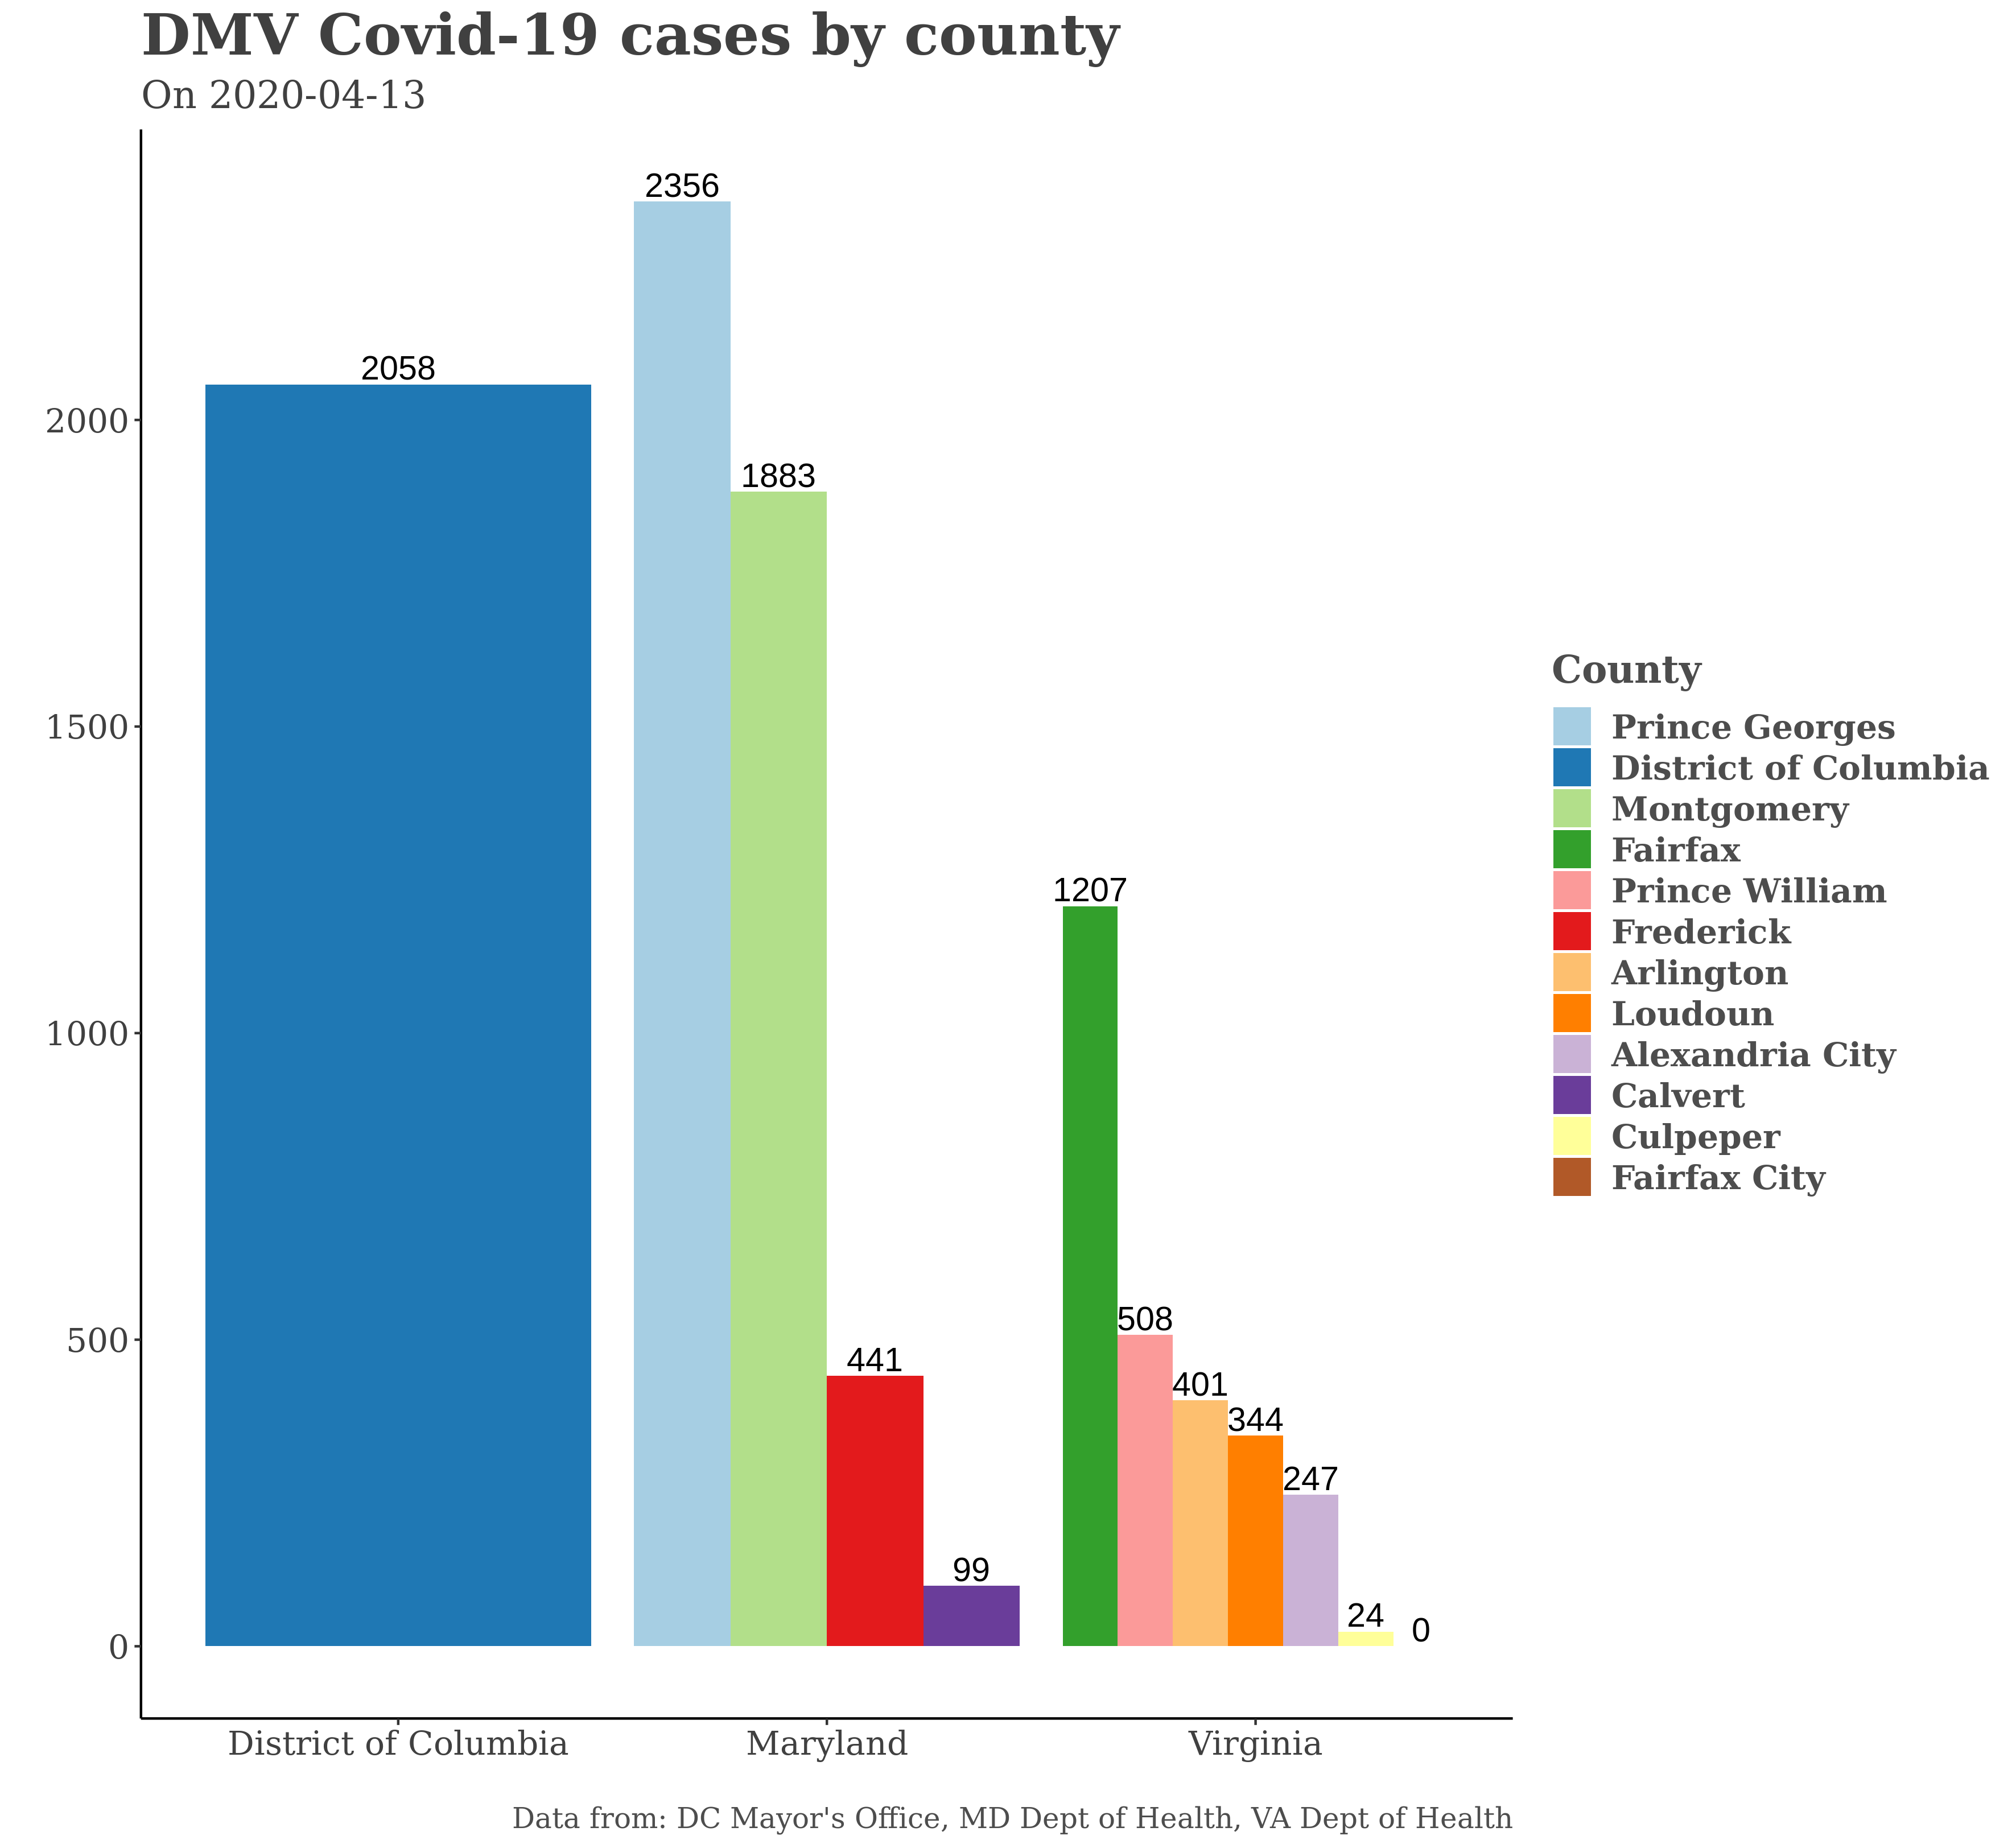 DMV Covid-19 cases by county
On 2020-04-13
2356
2058
2000
1883
1500
1207
1000
500
508
441
401
344
247
99
24
0
0
District of Columbia
Maryland
Virginia
County
Prince Georges
District of Columbia
Montgomery
Fairfax
Prince William
Frederick
Arlington
Loudoun
Alexandria City
Calvert
Culpeper
Fairfax City
Data from: DC Mayor's Office, MD Dept of Health, VA Dept of Health